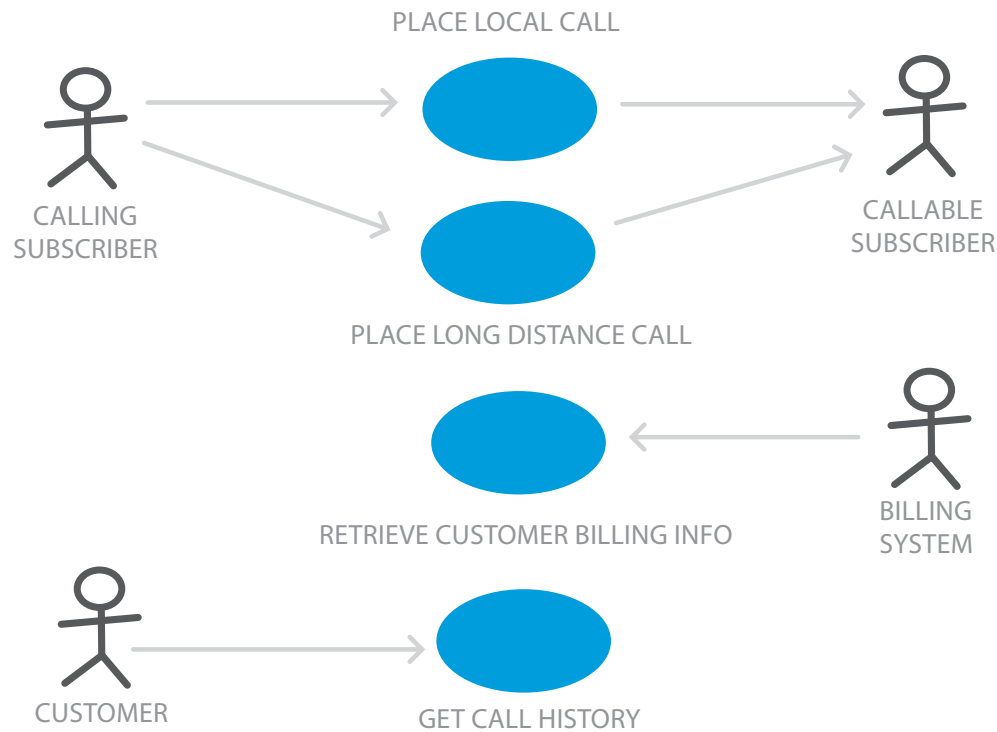 PLACE LOCAL CALL
CALLING
SUBSCRIBER
CALLABLE
SUBSCRIBER
PLACE LONG DISTANCE CALL
BILLING
SYSTEM
RETRIEVE CUSTOMER BILLING INFO
CUSTOMER
GET CALL HISTORY